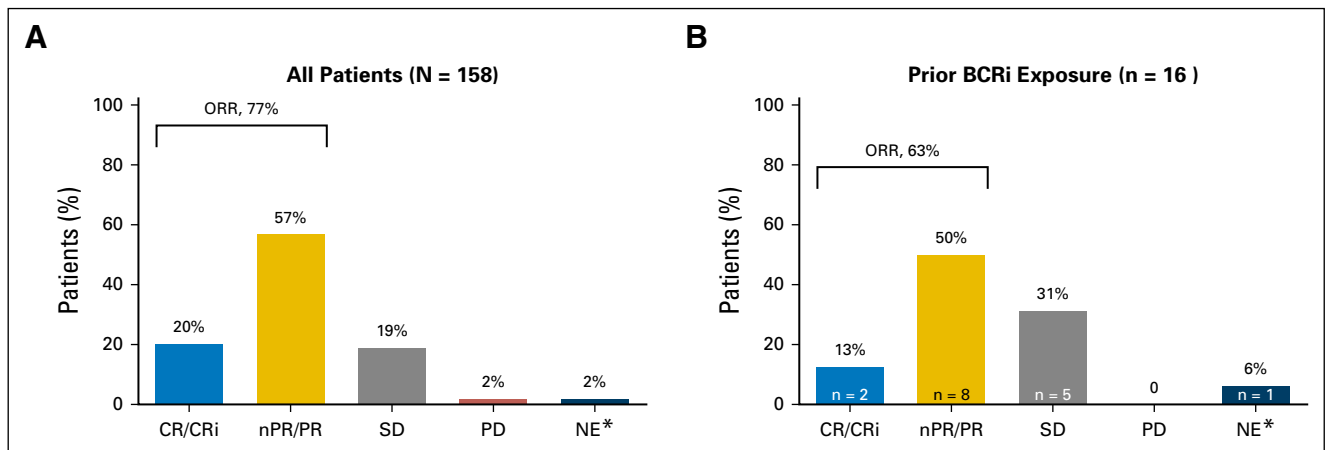 A
All Patients (N = 158)
ORR, 77%
Patients (%)
100
80
60
40
20
0
20%
57%
19%
2%
2%
CR/CRi nPR/PR SD PD NE*
B
Prior BCRi Exposure (n = 16 )
ORR, 63%
Patients (%)
100
80
60
40
20
0
13%
50%
31%
0
6%
n = 2 n = 8 n = 5 n = 1
CR/CRi nPR/PR SD PD NE*